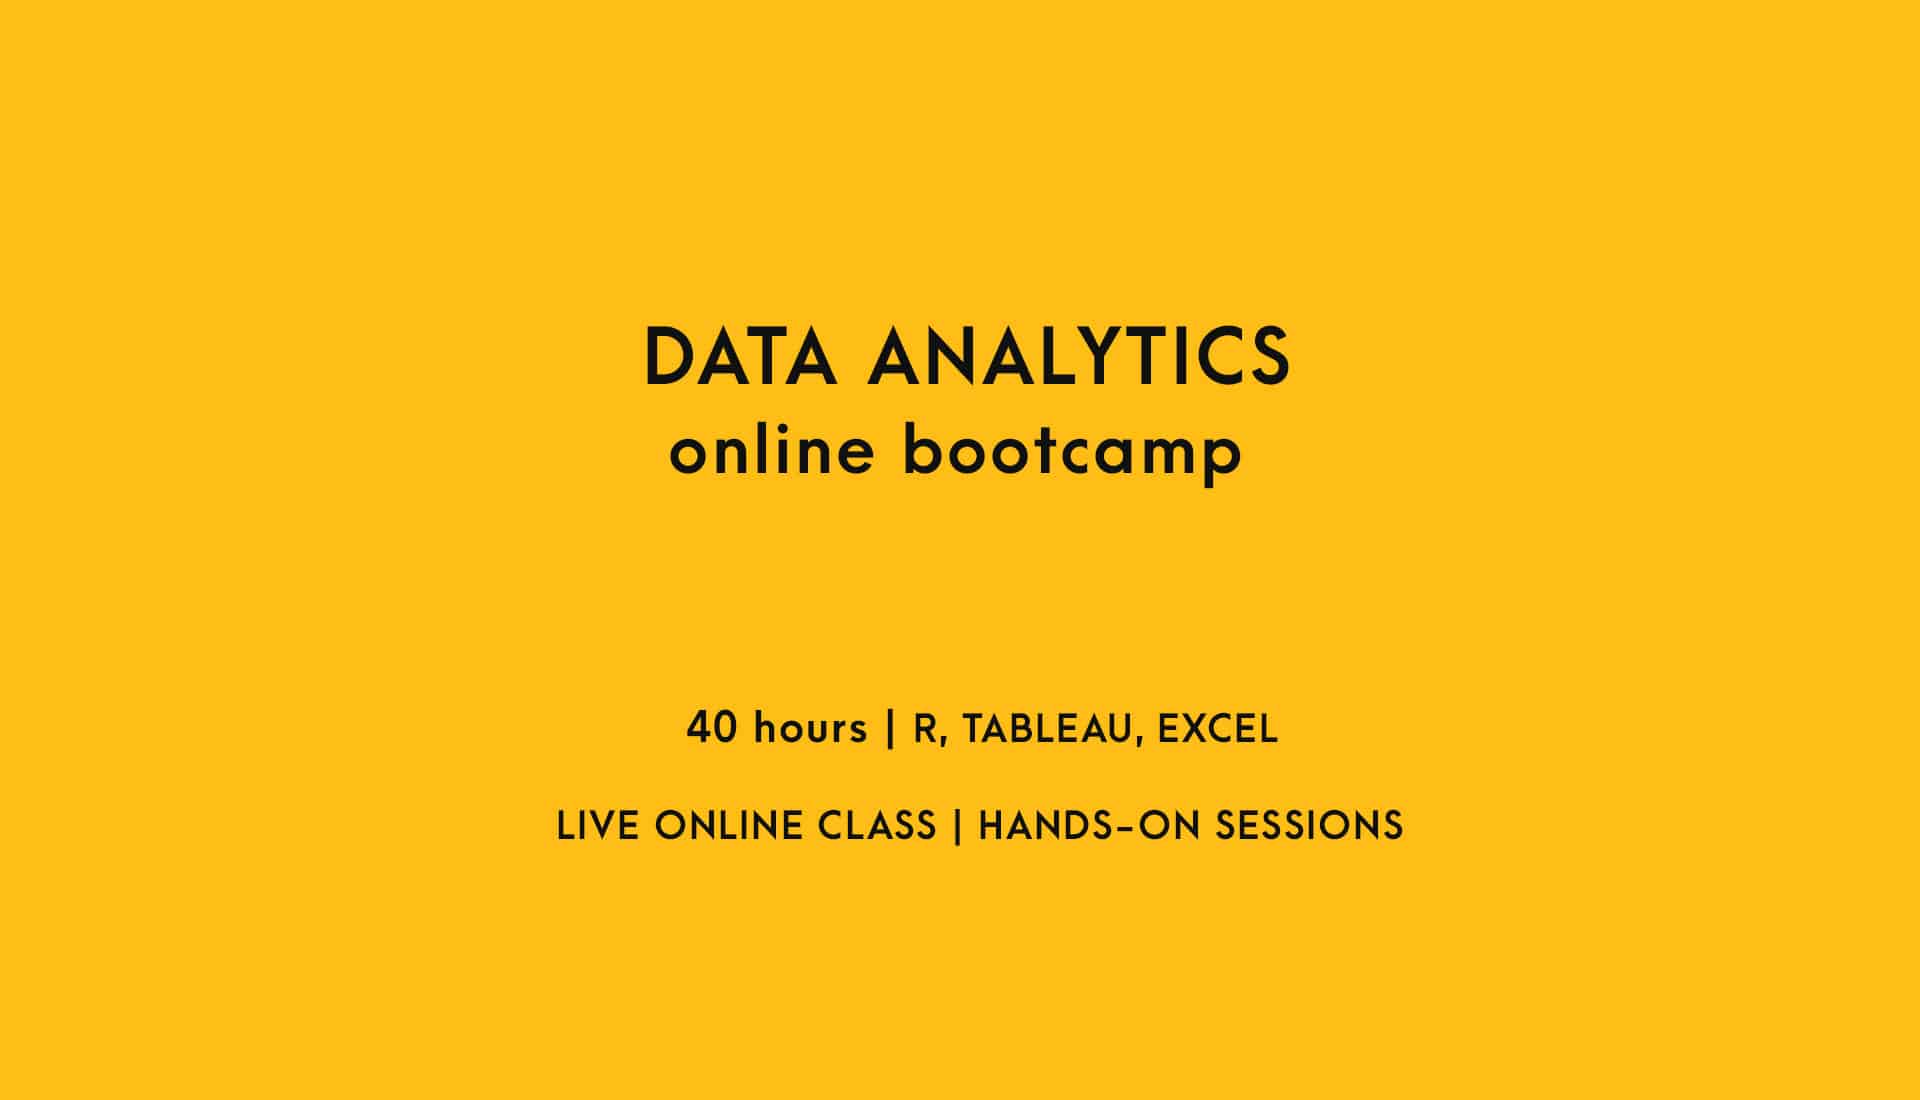 DATA ANALYTICS
online bootcamp
40 hours | R, TABLEAU, EXCEL
LIVE ONLINE CLASS | HANDS-ON SESSIONS